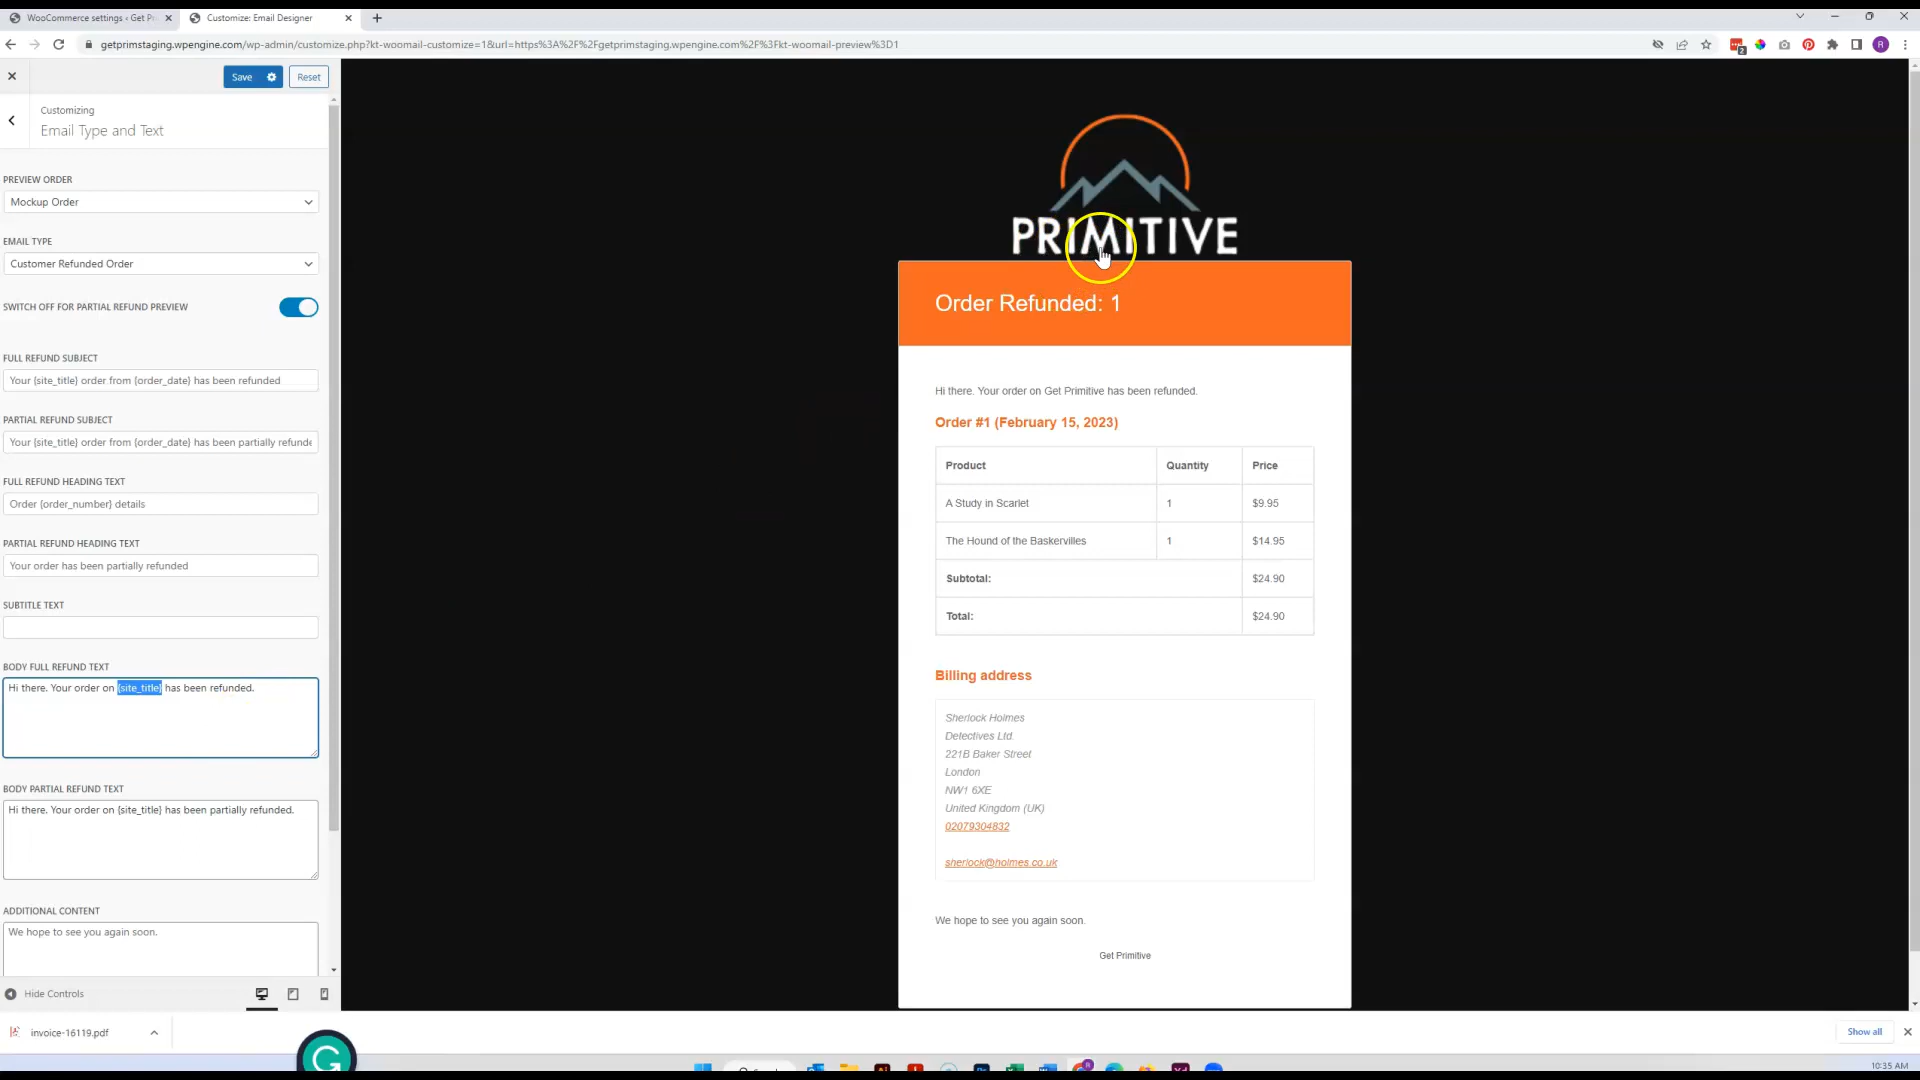 WooCommerce settings ‹ Get Pr
Customize: Email Designer
getprimstaging.wpengine.com/wp-admin/customize.php?kt-woomail-customize=1&url=https%3A%2F%2Fgetprimstaging.wpengine.com%2F%3Fkt-woomail-preview%3D1
2
R
Save
Reset
Customizing
Email Type and Text
PREVIEW ORDER
Mockup Order
EMAIL TYPE
Customer Refunded Order
SWITCH OFF FOR PARTIAL REFUND PREVIEW
FULL REFUND SUBJECT
Your {site_title} order from {order_date} has been refunded
PARTIAL REFUND SUBJECT
Your {site_title} order from {order_date} has been partially refunde
FULL REFUND HEADING TEXT
Order {order_number} details
PARTIAL REFUND HEADING TEXT
Your order has been partially refunded
SUBTITLE TEXT
BODY FULL REFUND TEXT
Hi there. Your order on {site_title} has been refunded.
BODY PARTIAL REFUND TEXT
Hi there. Your order on {site_title} has been partially refunded.
ADDITIONAL CONTENT
We hope to see you again soon.
Hide Controls
PRIMITIVE
Order Refunded: 1
Hi there. Your order on Get Primitive has been refunded.
Order #1 (February 15, 2023)
Product Quantity Price
A Study in Scarlet 1 $9.95
The Hound of the Baskervilles 1 $14.95
Subtotal: $24.90
Total: $24.90
Billing address
Sherlock Holmes
Detectives Ltd.
221B Baker Street
London
NW1 6XE
United Kingdom (UK)
02079304832
sherlock@holmes.co.uk
We hope to see you again soon.
Get Primitive
invoice-16119.pdf
Show all
10:35 AM